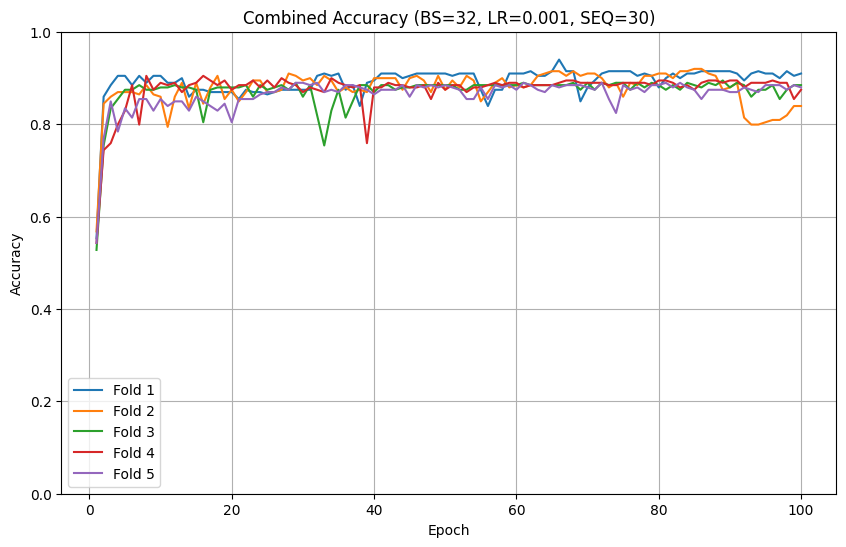 Combined Accuracy (BS=32, LR=0.001, SEQ=30)
1.0
0.8
0.6
0.4
0.2
0.0
Accuracy
Fold 1
Fold 2
Fold 3
Fold 4
Fold 5
0 20 40 60 80 100
Epoch